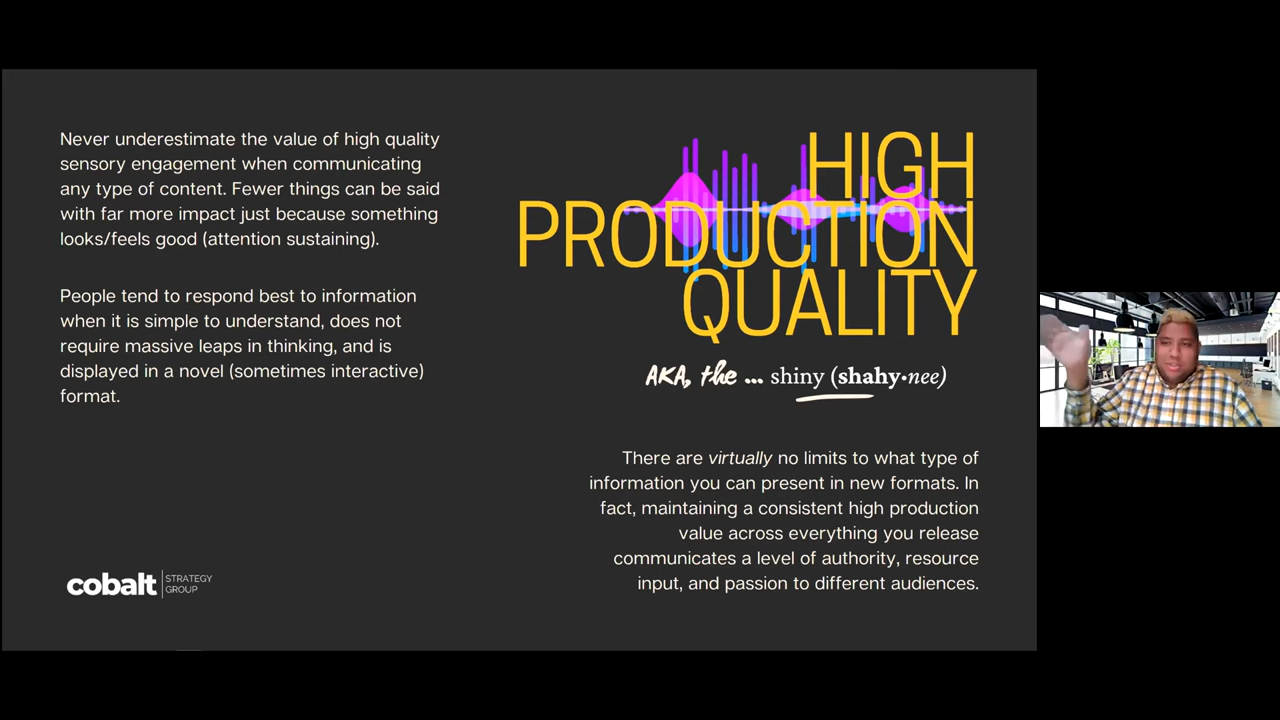 Never underestimate the value of high quality
sensory engagement when communicating
any type of content. Fewer things can be said
with far more impact just because something
looks/feels good (attention sustaining).
People tend to respond best to information
when it is simple to understand, does not
require massive leaps in thinking, and is
displayed in a novel (sometimes interactive)
format.
HIGH
PRODUCTION
QUALITY
AKA, the ... shiny (shahy•nee)
There are virtually no limits to what type of
information you can present in new formats. In
fact, maintaining a consistent high production
value across everything you release
communicates a level of authority, resource
input, and passion to different audiences.
cobalt STRATEGY
GROUP